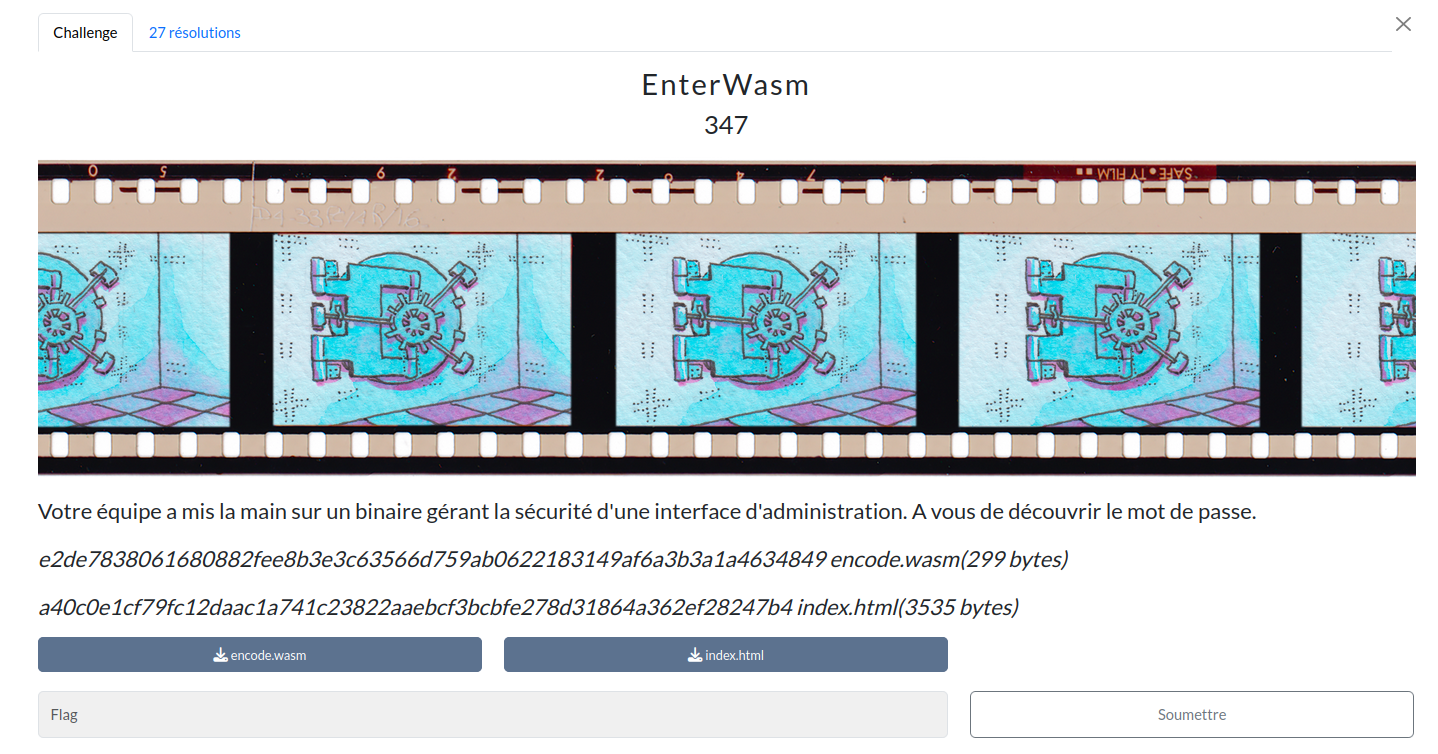 Challenge
27 résolutions
EnterWasm
347
SAFE•TY FILM
Votre équipe a mis la main sur un binaire gérant la sécurité d'une interface d'administration. A vous de découvrir le mot de passe.
e2de7838061680882fee8b3e3c63566d759ab0622183149af6a3b3a1a4634849 encode.wasm(299 bytes)
a40c0e1cf79fc12daac1a741c23822aaebcf3bcbfe278d31864a362ef28247b4 index.html(3535 bytes)
encode.wasm
index.html
Flag
Soumettre